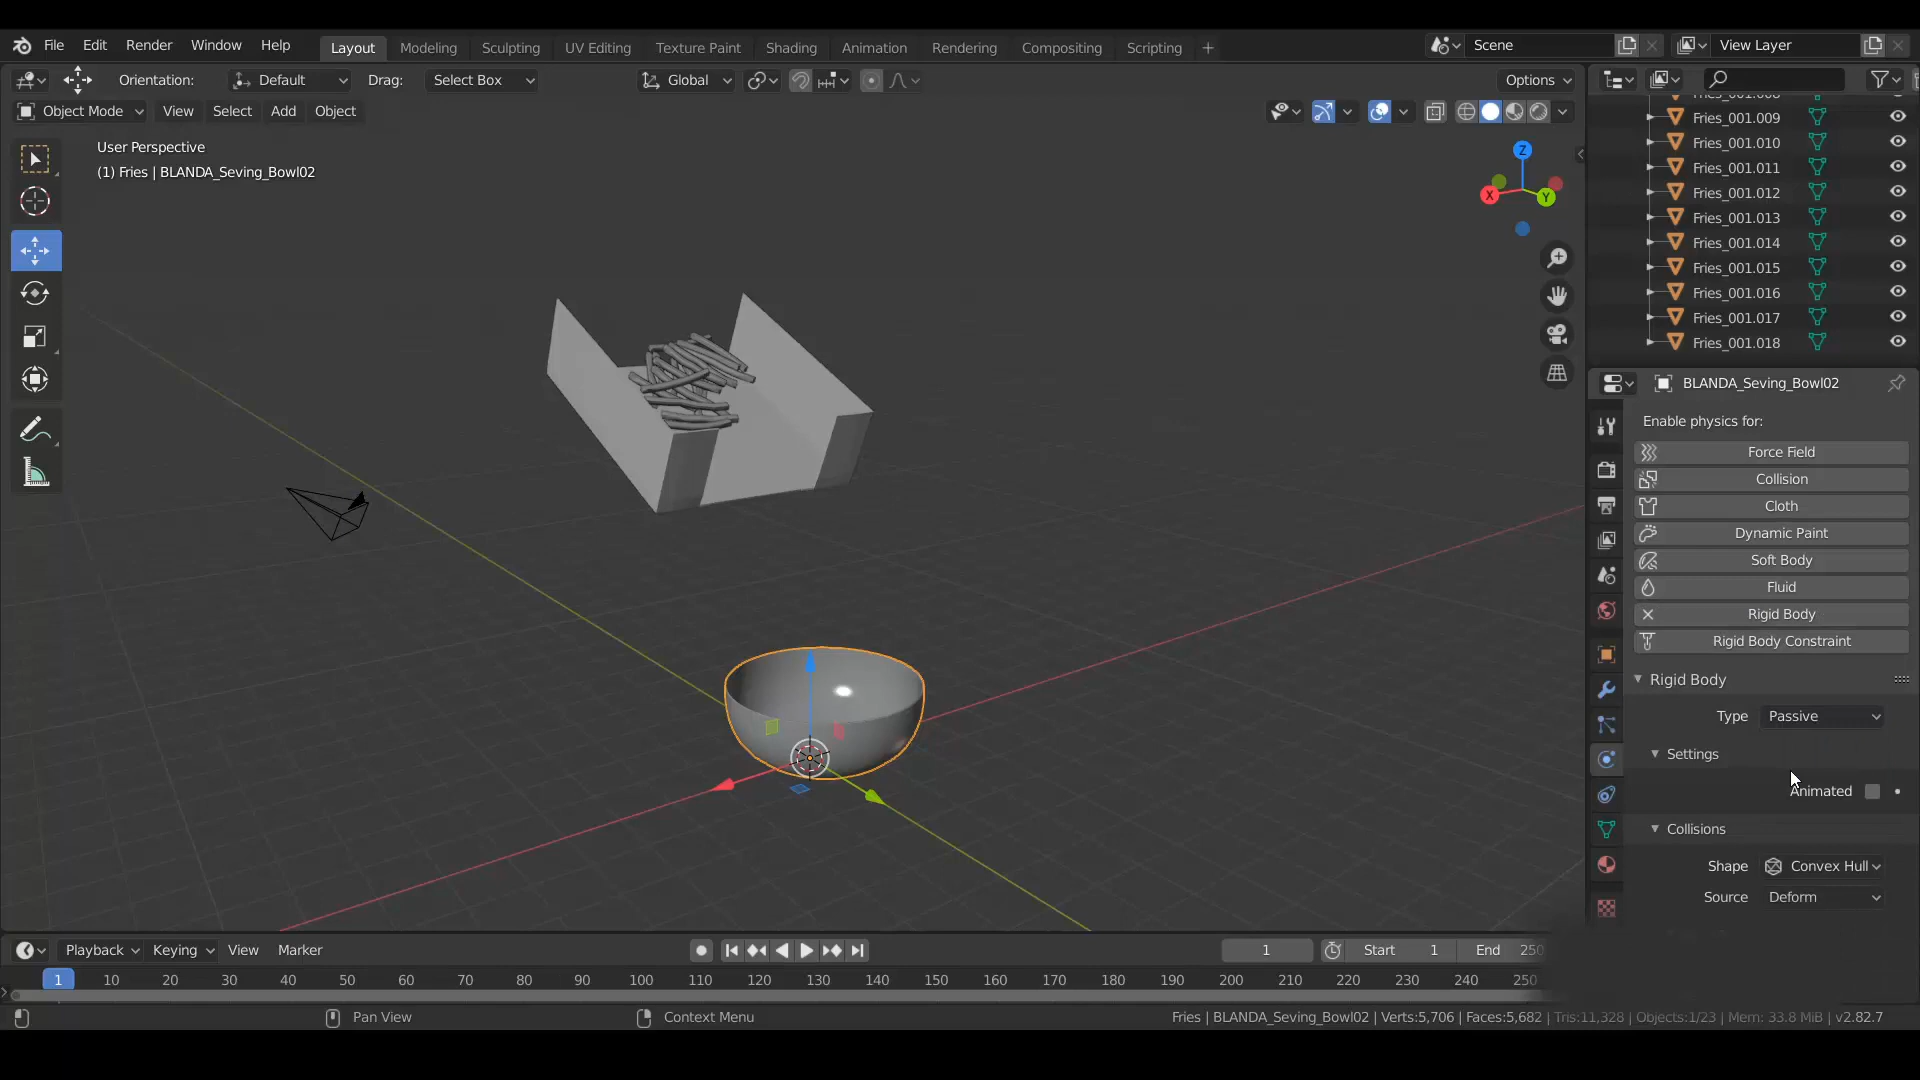 File Edit Render Window Help Layout Modeling Sculpting UV Editing Texture Paint Shading Animation Rendering Compositing Scripting + Scene View Layer
Orientation: Default Drag: Select Box Global Options
Object Mode View Select Add Object
User Perspective
(1) Fries | BLANDA_Seving_Bowl02
Z
X
Y
Fries_001.008
Fries_001.009
Fries_001.010
Fries_001.011
Fries_001.012
Fries_001.013
Fries_001.014
Fries_001.015
Fries_001.016
Fries_001.017
Fries_001.018
BLANDA_Seving_Bowl02
Enable physics for:
Force Field
Collision
Cloth
Dynamic Paint
Soft Body
Fluid
Rigid Body
Rigid Body Constraint
Rigid Body
Type Passive
Settings
Animated
Collisions
Shape Convex Hull
Source Deform
Playback Keying View Marker 1 Start 1 End 250
1 10 20 30 40 50 60 70 80 90 100 110 120 130 140 150 160 170 180 190 200 210 220 230 240 250
Pan View Context Menu Fries | BLANDA_Seving_Bowl02 | Verts:5,706 | Faces:5,682 | Tris:11,328 | Objects:1/23 | Mem: 33.8 MiB | v2.82.7